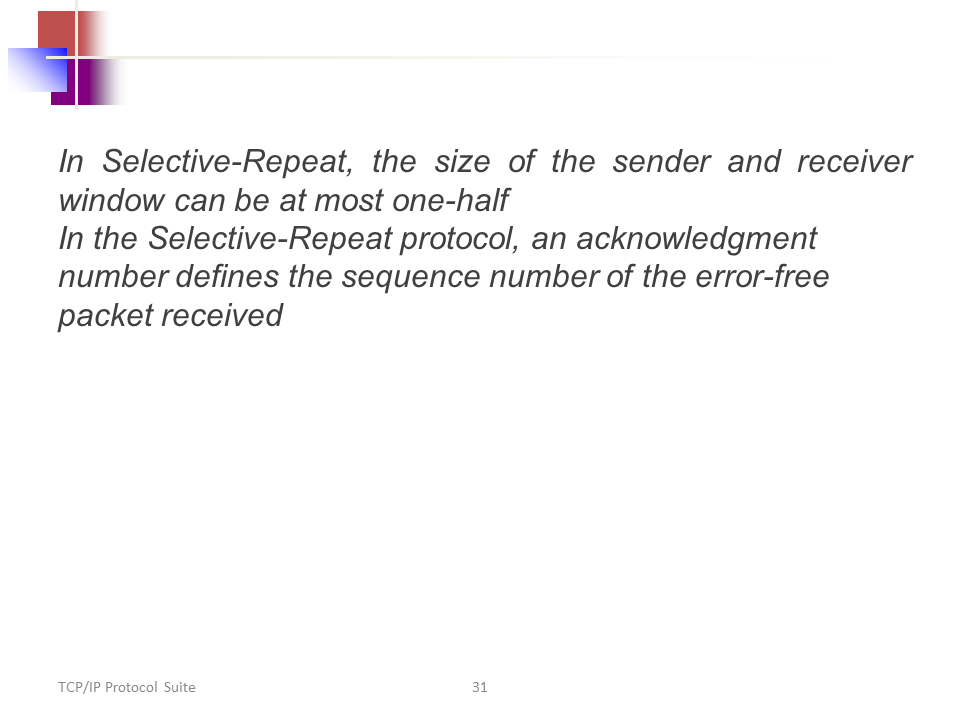 In Selective-Repeat, the size of the sender and receiver
window can be at most one-half
In the Selective-Repeat protocol, an acknowledgment
number defines the sequence number of the error-free
packet received
TCP/IP Protocol Suite
31